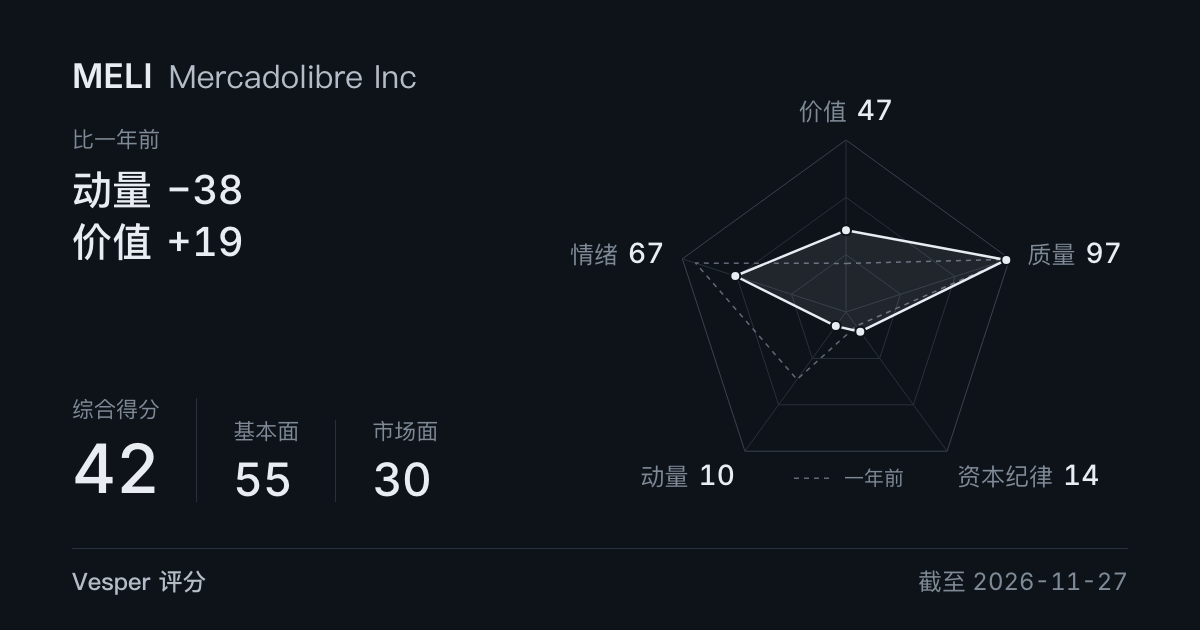 MELI Mercadolibre Inc
比一年前
动量 −38
价值 +19
综合得分
42
基本面
55
市场面
30
价值 47
情绪 67
质量 97
动量 10
一年前
资本纪律 14
Vesper 评分
截至 2026-11-27